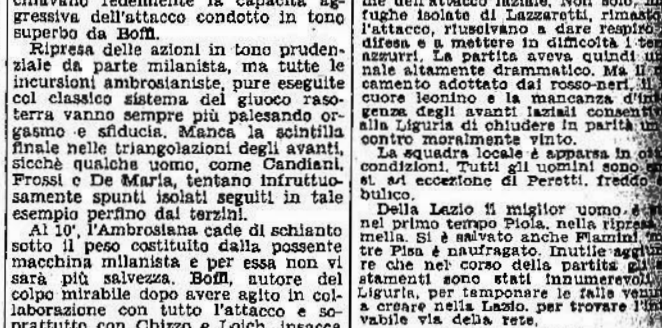 gressiva dell'attacco condotto in tono
superbo da Boffi.
Ripresa delle azioni in tono pruden-
ziale da parte milanista, ma tutte le
incursioni ambrosianiste, pure eseguite
col classico sistema del giuoco raso-
terra vanno sempre più palesando or-
gasmo e sfiducia. Manca la scintilla
finale nelle triangolazioni degli avanti,
sicchè qualche uomo, come Candiani,
Frossi e De Maria, tentano infruttuo-
samente spunti isolati seguiti in tale
esempio perfino dai terzini.
Al 10', l'Ambrosiana cade di schianto
sotto il peso costituito dalla possente
macchina milanista e per essa non vi
sarà più salvezza. Boffi, autore del
colpo mirabile dopo avere agito in col-
laborazione con tutto l'attacco e so-
prattutto con Chizzo e Loich, insacca
dell'attacco laziale. Non solo,
fughe isolate di Lazzaretti, rimasto
l'attacco, riuscivano a dare respiro
difesa e a mettere in difficoltà i
azzurri. La partita aveva quindi un
nale altamente drammatico. Ma il
camento adottato dai rosso-neri, il
cuore leonino e la mancanza
genza degli avanti laziali
alla Liguria di chiudere in parità
contro moralmente vinto.
La squadra locale è apparsa in
condizioni. Tutti gli uomini sono
si, ad eccezione di Peretti, freddo
bulico.
Della Lazio il miglior uomo è
nel primo tempo Piola, nella ripresa
mella. Si è salvato anche Flamini,
tre Pisa è naufragato. Inutile
re che nel corso della partita gli
stamenti sono stati innumerevoli
Liguria, per tamponare le falle
a creare nella Lazio, per trovare
vabile via della rete.